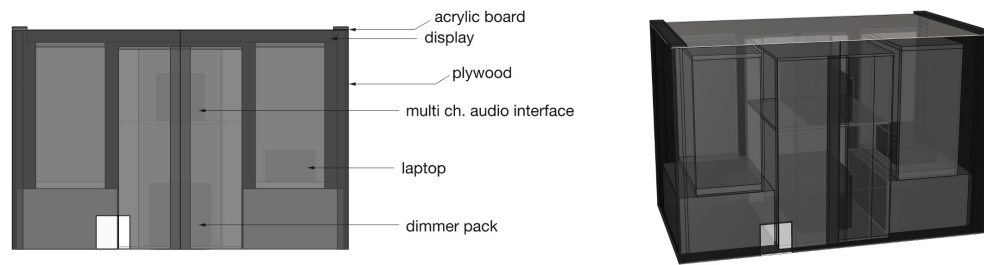 acrylic board
display
plywood
multi ch. audio interface
laptop
dimmer pack